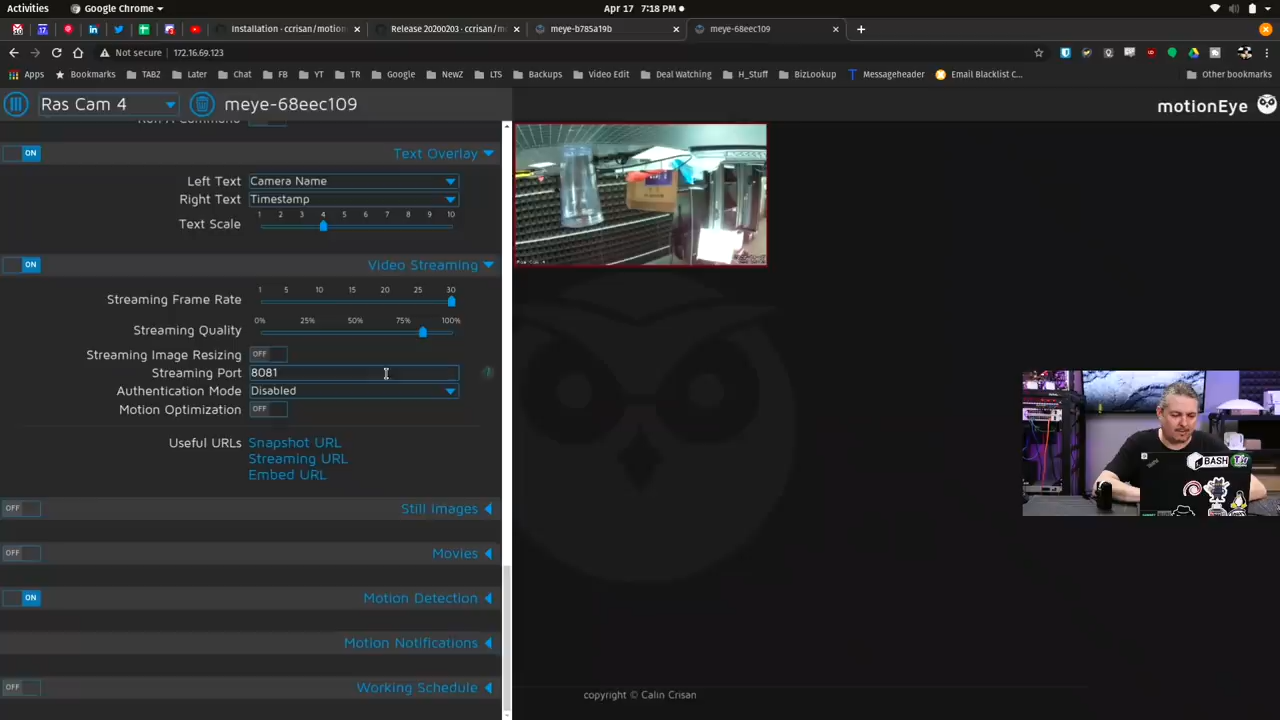 Activities
Google Chrome
Apr 17 7:18 PM
17
Installation · ccrisan/motion
Release 20200203 · ccrisan/m
meye-b785a19b
meye-68eec109
Not secure
172.16.69.123
Apps
Bookmarks
TABZ
Later
Chat
FB
YT
TR
Google
NewZ
LTS
Backups
Video Edit
Deal Watching
H_Stuff
BizLookup
Messageheader
Email Blacklist C...
Other bookmarks
Ras Cam 4
meye-68eec109
motionEye
Run A Command
ON
Text Overlay
Left Text
Camera Name
Right Text
Timestamp
1 2 3 4 5 6 7 8 9 10
Text Scale
ON
Video Streaming
1 5 10 15 20 25 30
Streaming Frame Rate
0% 25% 50% 75% 100%
Streaming Quality
Streaming Image Resizing
OFF
Streaming Port
8081
?
Authentication Mode
Disabled
Motion Optimization
OFF
Useful URLs
Snapshot URL
Streaming URL
Embed URL
OFF
Still Images
OFF
Movies
ON
Motion Detection
Motion Notifications
OFF
Working Schedule
copyright © Calin Crisan
BASH